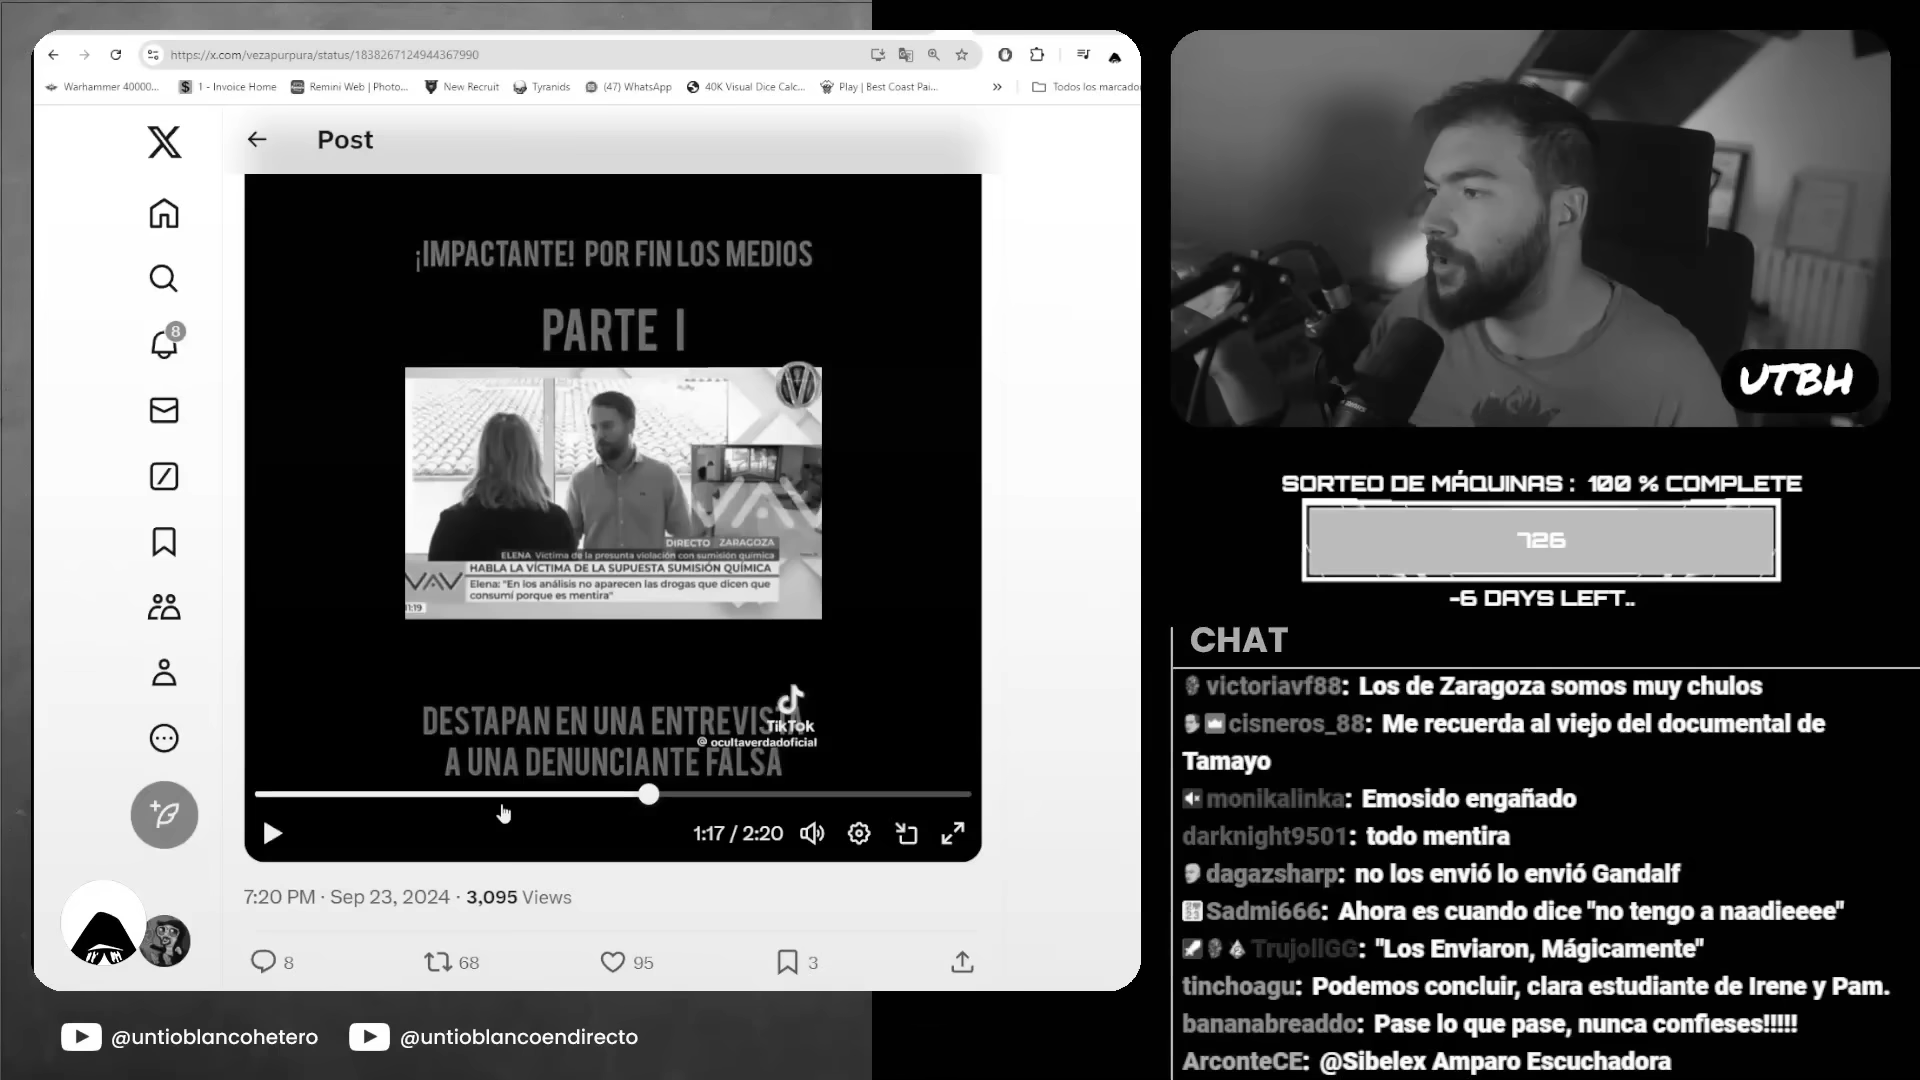 https://x.com/vezapurpura/status/1838267124944367990
Warhammer 40000...
1 - Invoice Home
Remini Web | Photo...
New Recruit
Tyranids
(47) WhatsApp
40K Visual Dice Calc...
Play | Best Coast Pai...
»
Todos los marcado
Post
8
¡IMPACTANTE! POR FIN LOS MEDIOS
PARTE I
DIRECTO ZARAGOZA
ELENA Víctima de la presunta violación con sumisión química
HABLA LA VÍCTIMA DE LA SUPUESTA SUMISIÓN QUÍMICA
VAV
Elena: "En los análisis no aparecen las drogas que dicen que
consumí porque es mentira"
11:19
DESTAPAN EN UNA ENTREVISTA
TikTok
@ ocultaverdadoficial
A UNA DENUNCIANTE FALSA
1:17 / 2:20
7:20 PM · Sep 23, 2024 · 3,095 Views
8
68
95
3
@untioblancohetero
@untioblancoendirecto
UTBH
SORTEO DE MÁQUINAS : 100 % COMPLETE
726
-6 DAYS LEFT..
CHAT
victoriavf88: Los de Zaragoza somos muy chulos
cisneros_88: Me recuerda al viejo del documental de
Tamayo
monikalinka: Emosido engañado
darknight9501: todo mentira
dagazsharp: no los envió lo envió Gandalf
Sadmi666: Ahora es cuando dice "no tengo a naadieeee"
TrujollGG: "Los Enviaron, Mágicamente"
tinchoagu: Podemos concluir, clara estudiante de Irene y Pam.
bananabreaddo: Pase lo que pase, nunca confieses!!!!!
ArconteCE: @Sibelex Amparo Escuchadora